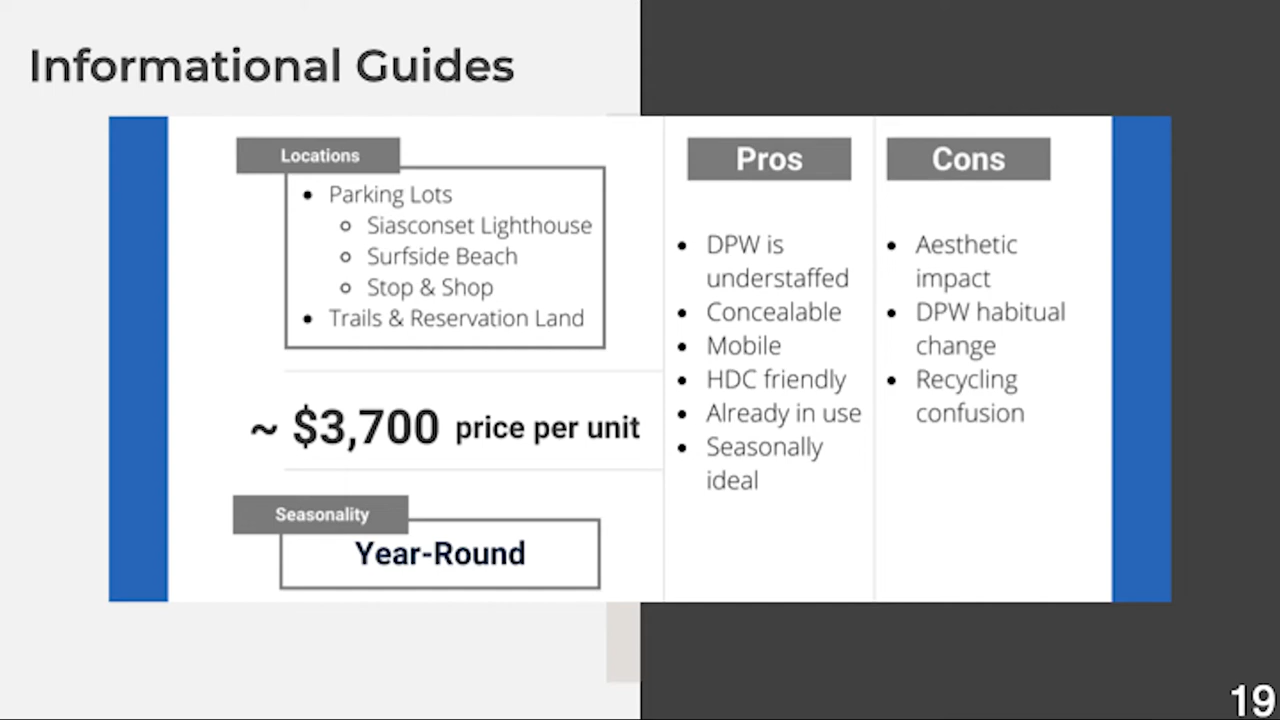 Informational Guides
Locations
• Parking Lots
○ Siasconset Lighthouse
○ Surfside Beach
○ Stop & Shop
• Trails & Reservation Land
~ $3,700 price per unit
Seasonality
Year-Round
Pros
• DPW is
understaffed
• Concealable
• Mobile
• HDC friendly
• Already in use
• Seasonally
ideal
Cons
• Aesthetic
impact
• DPW habitual
change
• Recycling
confusion
19